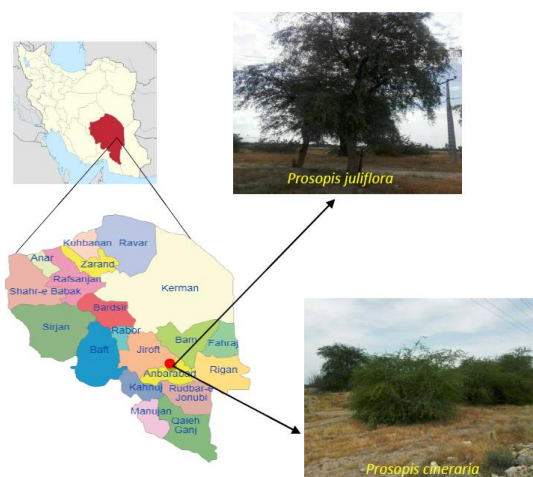 Prosopis juliflora
Kuhbanan
Ravar
Anar
Zarand
Rafsanjan
Shahr-e Babak
Kerman
Bardsir
Sirjan
Rabor
Baft
Jiroft
Bam
Fahraj
Anbarabad
Rigan
Kahnuj
Rudbar-e
Jonubi
Manujan
Qaleh
Ganj
Prosopis cineraria